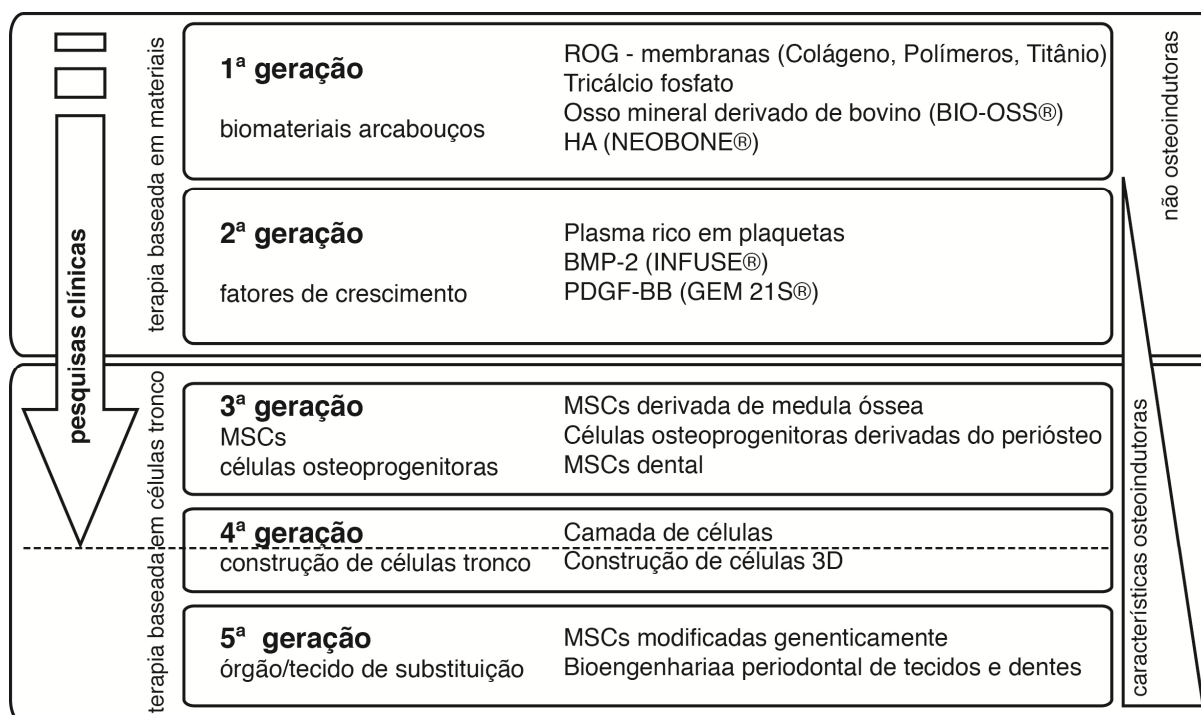 pesquisas clínicas
terapia baseada em materiais
1ª geração
biomateriais arcabouços
ROG - membranas (Colágeno, Polímeros, Titânio)
Tricálcio fosfato
Osso mineral derivado de bovino (BIO-OSS®)
HA (NEOBONE®)
não osteoindutoras
2ª geração
fatores de crescimento
Plasma rico em plaquetas
BMP-2 (INFUSE®)
PDGF-BB (GEM 21S®)
terapia baseada em células tronco
3ª geração
MSCs
células osteoprogenitoras
MSCs derivada de medula óssea
Células osteoprogenitoras derivadas do periósteo
MSCs dental
4ª geração
construção de células tronco
Camada de células
Construção de células 3D
5ª geração
órgão/tecido de substituição
MSCs modificadas genenticamente
Bioengenhariaa periodontal de tecidos e dentes
características osteoindutoras